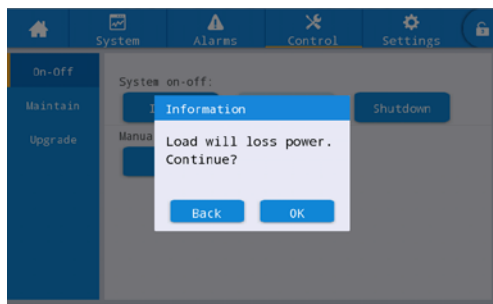 System Alarms Control Settings
On-Off
Maintain
Upgrade
System on-off:
Shutdown
Information
Load will loss power.
Continue?
Back OK